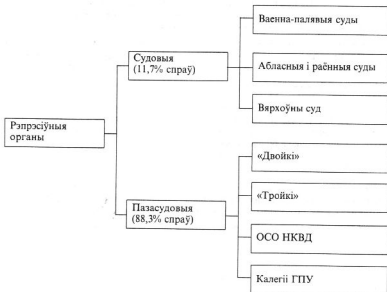 Ваенна-палявыя суды
Судовыя
(11,7% спраў)
Абласныя і раённыя суды
Вярхоўны суд
Рэпрэсіўныя
органы
«Двойкі»
«Тройкі»
Пазасудовыя
(88,3% спраў)
ОСО НКВД
Калегіі ГПУ